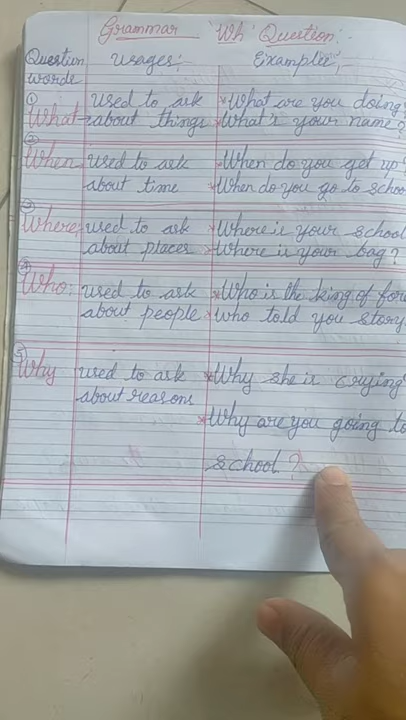 Grammar 'Wh' Question:
Question words
Usages:-
Example:-
① What
used to ask about things
*What are you doing
*What's your name?
② When
used to ask about time
When do you get up
*When do you go to schoo
③ Where:
used to ask about places
*Where is your school
Where is your bag?
④ Who:
used to ask about people
*Who is the king of fore
*who told you story
⑤ Why
used to ask about reasons
*Why she is crying
*Why are you going to
school?